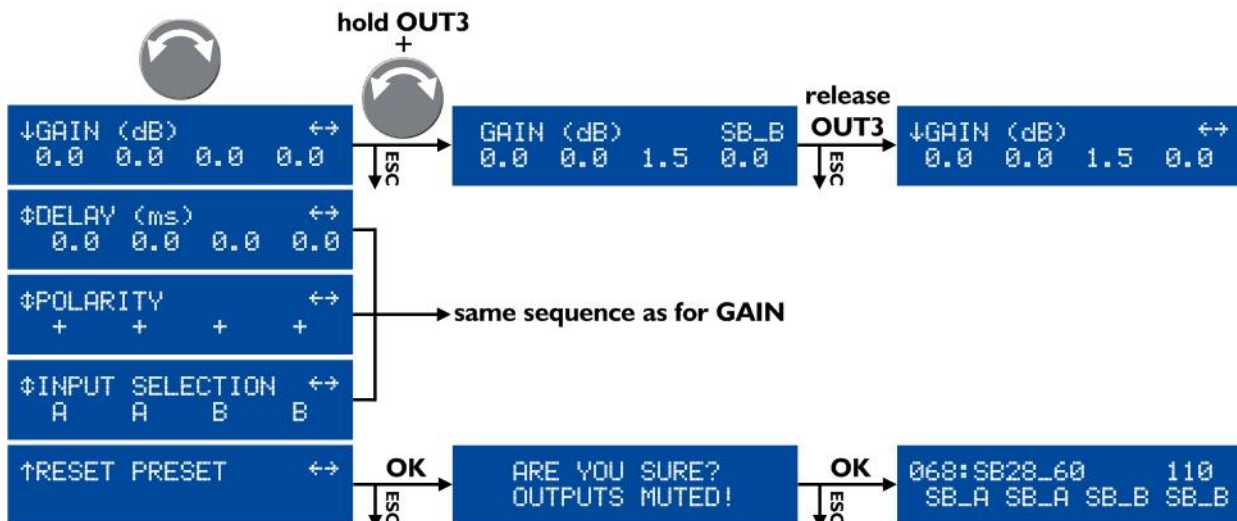 hold OUT3
+
release
OUT3
↓GAIN (dB) ↔
0.0 0.0 0.0 0.0
ESC
GAIN (dB) SB_B
0.0 0.0 1.5 0.0
ESC
↓GAIN (dB) ↔
0.0 0.0 1.5 0.0
↕DELAY (ms) ↔
0.0 0.0 0.0 0.0
↕POLARITY ↔
+ + + +
same sequence as for GAIN
↕INPUT SELECTION ↔
A A B B
↑RESET PRESET ↔
OK
ESC
ARE YOU SURE?
OUTPUTS MUTED!
OK
ESC
068:SB28_60 110
SB_A SB_A SB_B SB_B